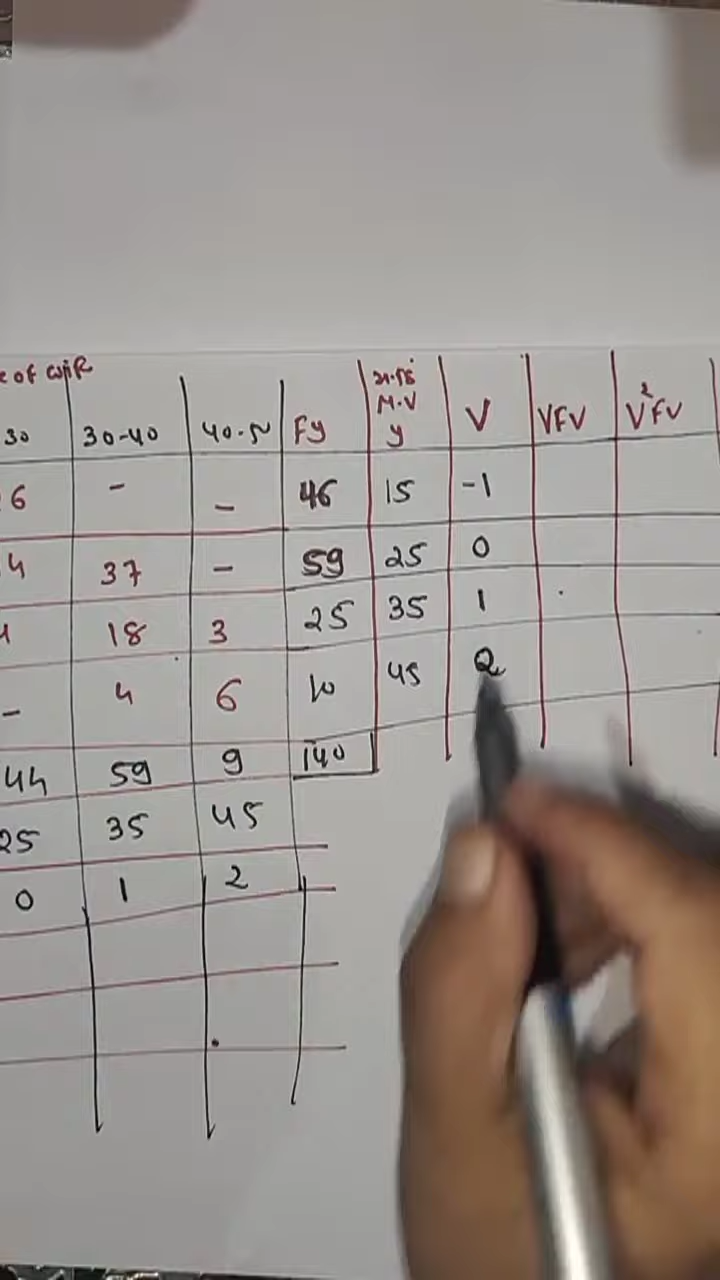 e of wife
30 30-40 40-50 Fy M.V y V VFV V²FV
6 - - 46 15 -1
4 37 - 59 25 0
4 18 3 25 35 1
- 4 6 10 45 2
44 59 9 140
25 35 45
0 1 2